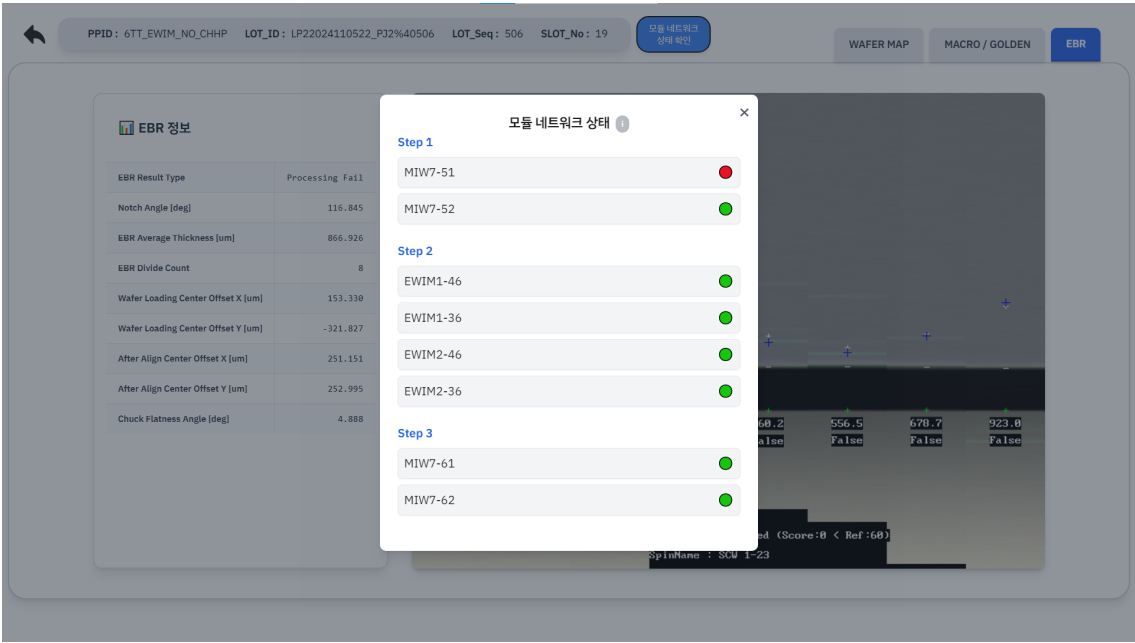 PPID : 6TT_EWIM_NO_CHHP LOT_ID : LP22024110522_PJ2%40506 LOT_Seq : 506 SLOT_No : 19
모듈 네트워크
상태 확인
WAFER MAP
MACRO / GOLDEN
EBR
EBR 정보
EBR Result Type Processing Fail
Notch Angle [deg] 116.845
EBR Average Thickness [um] 866.926
EBR Divide Count 8
Wafer Loading Center Offset X [um] 153.330
Wafer Loading Center Offset Y [um] -321.827
After Align Center Offset X [um] 251.151
After Align Center Offset Y [um] 252.995
Chuck Flatness Angle [deg] 4.888
모듈 네트워크 상태 i
×
Step 1
MIW7-51
MIW7-52
Step 2
EWIM1-46
EWIM1-36
EWIM2-46
EWIM2-36
Step 3
MIW7-61
MIW7-62
60.2 556.5 678.7 923.0
alse False False False
ed (Score:0 < Ref:60)
SpinName : SCW 1-23